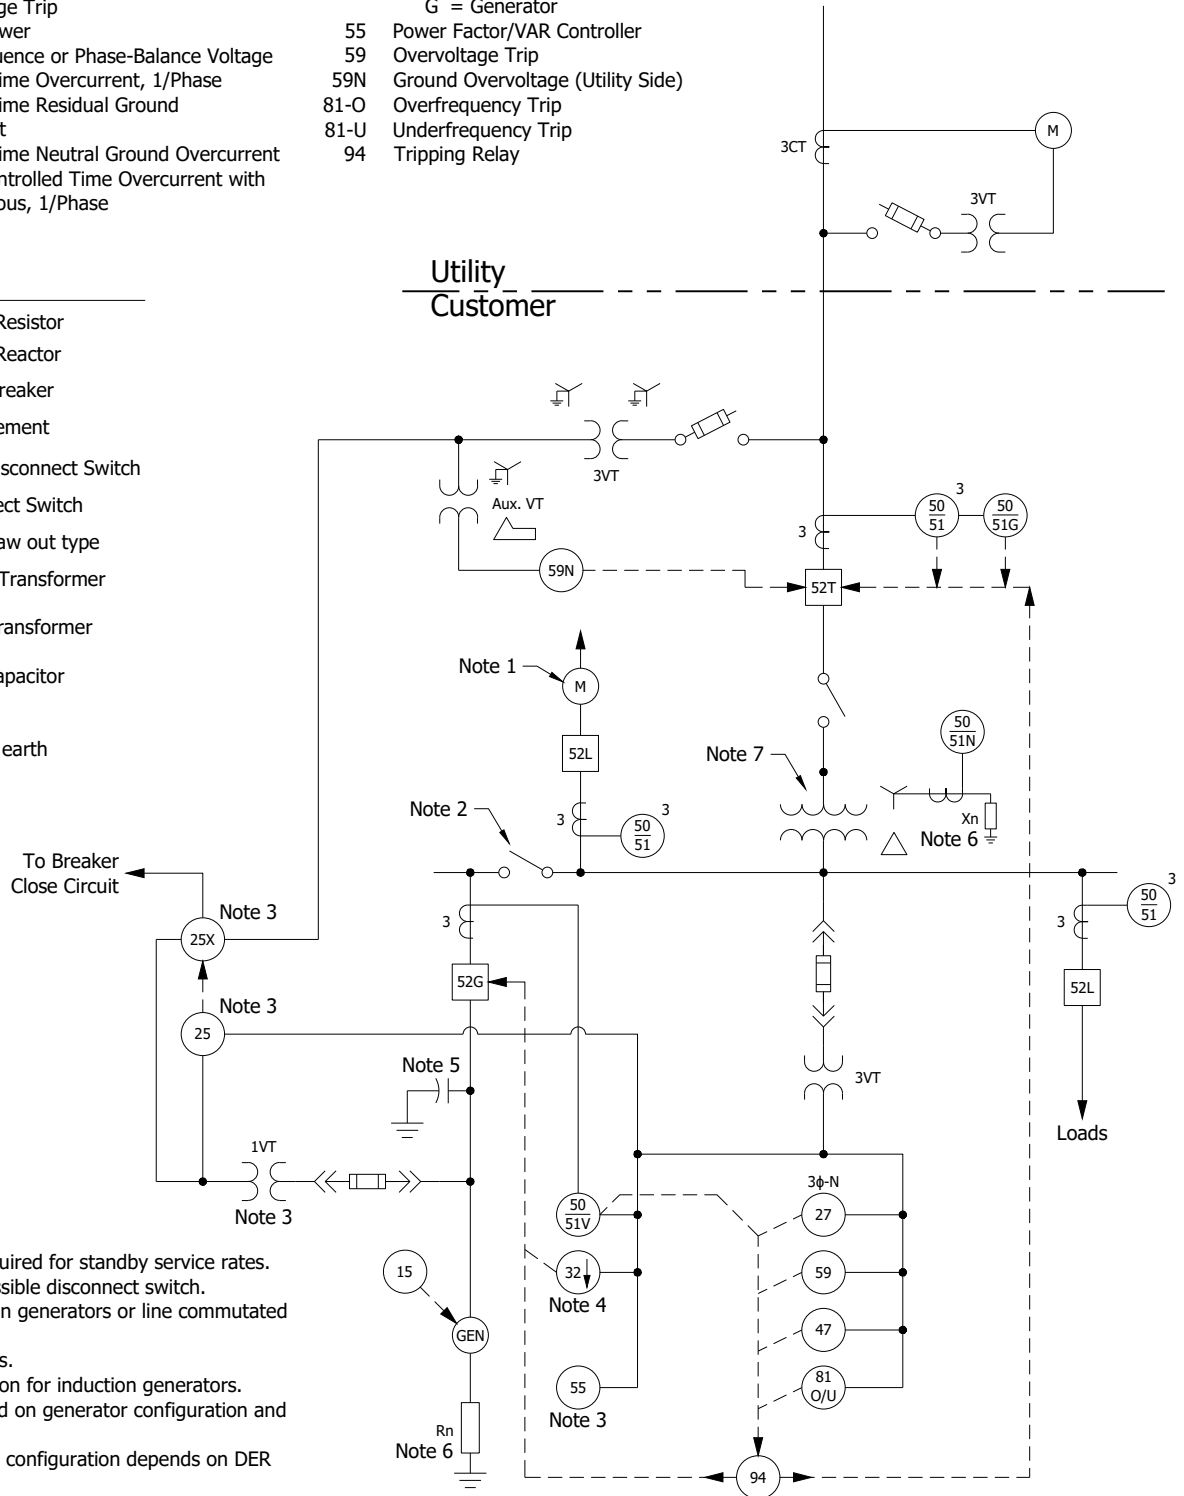 ge Trip
wer
uence or Phase-Balance Voltage
ime Overcurrent, 1/Phase
ime Residual Ground
t
ime Neutral Ground Overcurrent
ntrolled Time Overcurrent with
ous, 1/Phase
G = Generator
55 Power Factor/VAR Controller
59 Overvoltage Trip
59N Ground Overvoltage (Utility Side)
81-O Overfrequency Trip
81-U Underfrequency Trip
94 Tripping Relay
3CT
M
3VT
Utility
Customer
Resistor
Reactor
reaker
ement
isconnect Switch
ect Switch
aw out type
Transformer
ransformer
apacitor
earth
3VT
Aux. VT
59N
3
50
51
3
50
51G
52T
Note 1
M
52L
3
50
51
3
Note 2
Note 7
50
51N
Xn
Note 6
To Breaker
Close Circuit
Note 3
25X
Note 3
25
3
52G
Note 5
1VT
Note 3
3VT
3
50
51
3
52L
Loads
50
51V
32
Note 4
55
Note 3
3ϕ-N
27
59
47
81
O/U
94
15
GEN
Rn
Note 6
uired for standby service rates.
ssible disconnect switch.
n generators or line commutated
s.
on for induction generators.
d on generator configuration and
configuration depends on DER